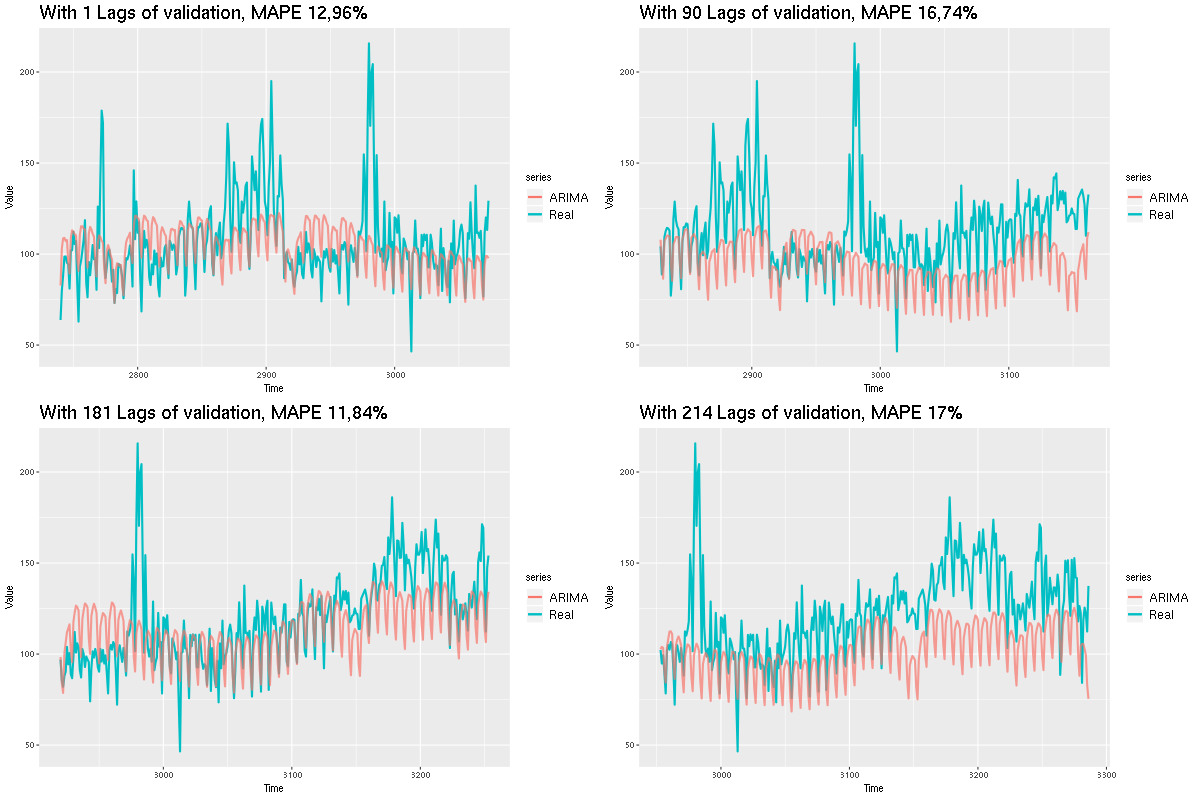 With 1 Lags of validation, MAPE 12,96%
200
150
100
50
Value
2800
2900
3000
Time
series
ARIMA
Real
With 90 Lags of validation, MAPE 16,74%
200
150
100
50
Value
2900
3000
3100
Time
series
ARIMA
Real
With 181 Lags of validation, MAPE 11,84%
200
150
100
50
Value
3000
3100
3200
Time
series
ARIMA
Real
With 214 Lags of validation, MAPE 17%
200
150
100
50
Value
3000
3100
3200
3300
Time
series
ARIMA
Real